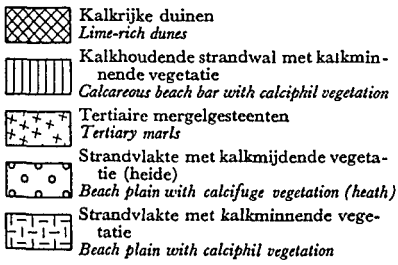 Kalkrijke duinen
Lime-rich dunes
Kalkhoudende strandwal met kalkmin-
nende vegetatie
Calcareous beach bar with calciphil vegetation
Tertiaire mergelgesteenten
Tertiary marls
Strandvlakte met kalkmijdende vegeta-
tie (heide)
Beach plain with calcifuge vegetation (heath)
Strandvlakte met kalkminnende vege-
tatie
Beach plain with calciphil vegetation